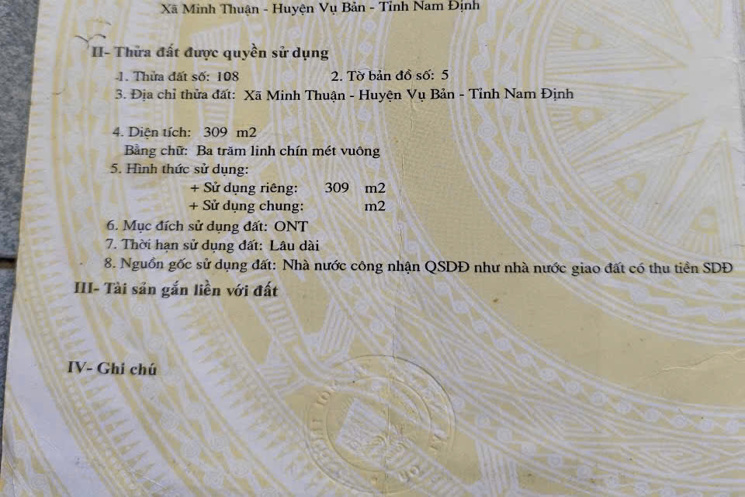 Xã Minh Thuận - Huyện Vụ Bản - Tỉnh Nam Định
II- Thửa đất được quyền sử dụng
1. Thửa đất số: 108 2. Tờ bản đồ số: 5
3. Địa chỉ thửa đất: Xã Minh Thuận - Huyện Vụ Bản - Tỉnh Nam Định
4. Diện tích: 309 m2
Bằng chữ: Ba trăm linh chín mét vuông
5. Hình thức sử dụng:
+ Sử dụng riêng: 309 m2
+ Sử dụng chung: m2
6. Mục đích sử dụng đất: ONT
7. Thời hạn sử dụng đất: Lâu dài
8. Nguồn gốc sử dụng đất: Nhà nước công nhận QSDĐ như nhà nước giao đất có thu tiền SDĐ
III- Tài sản gắn liền với đất
IV- Ghi chú